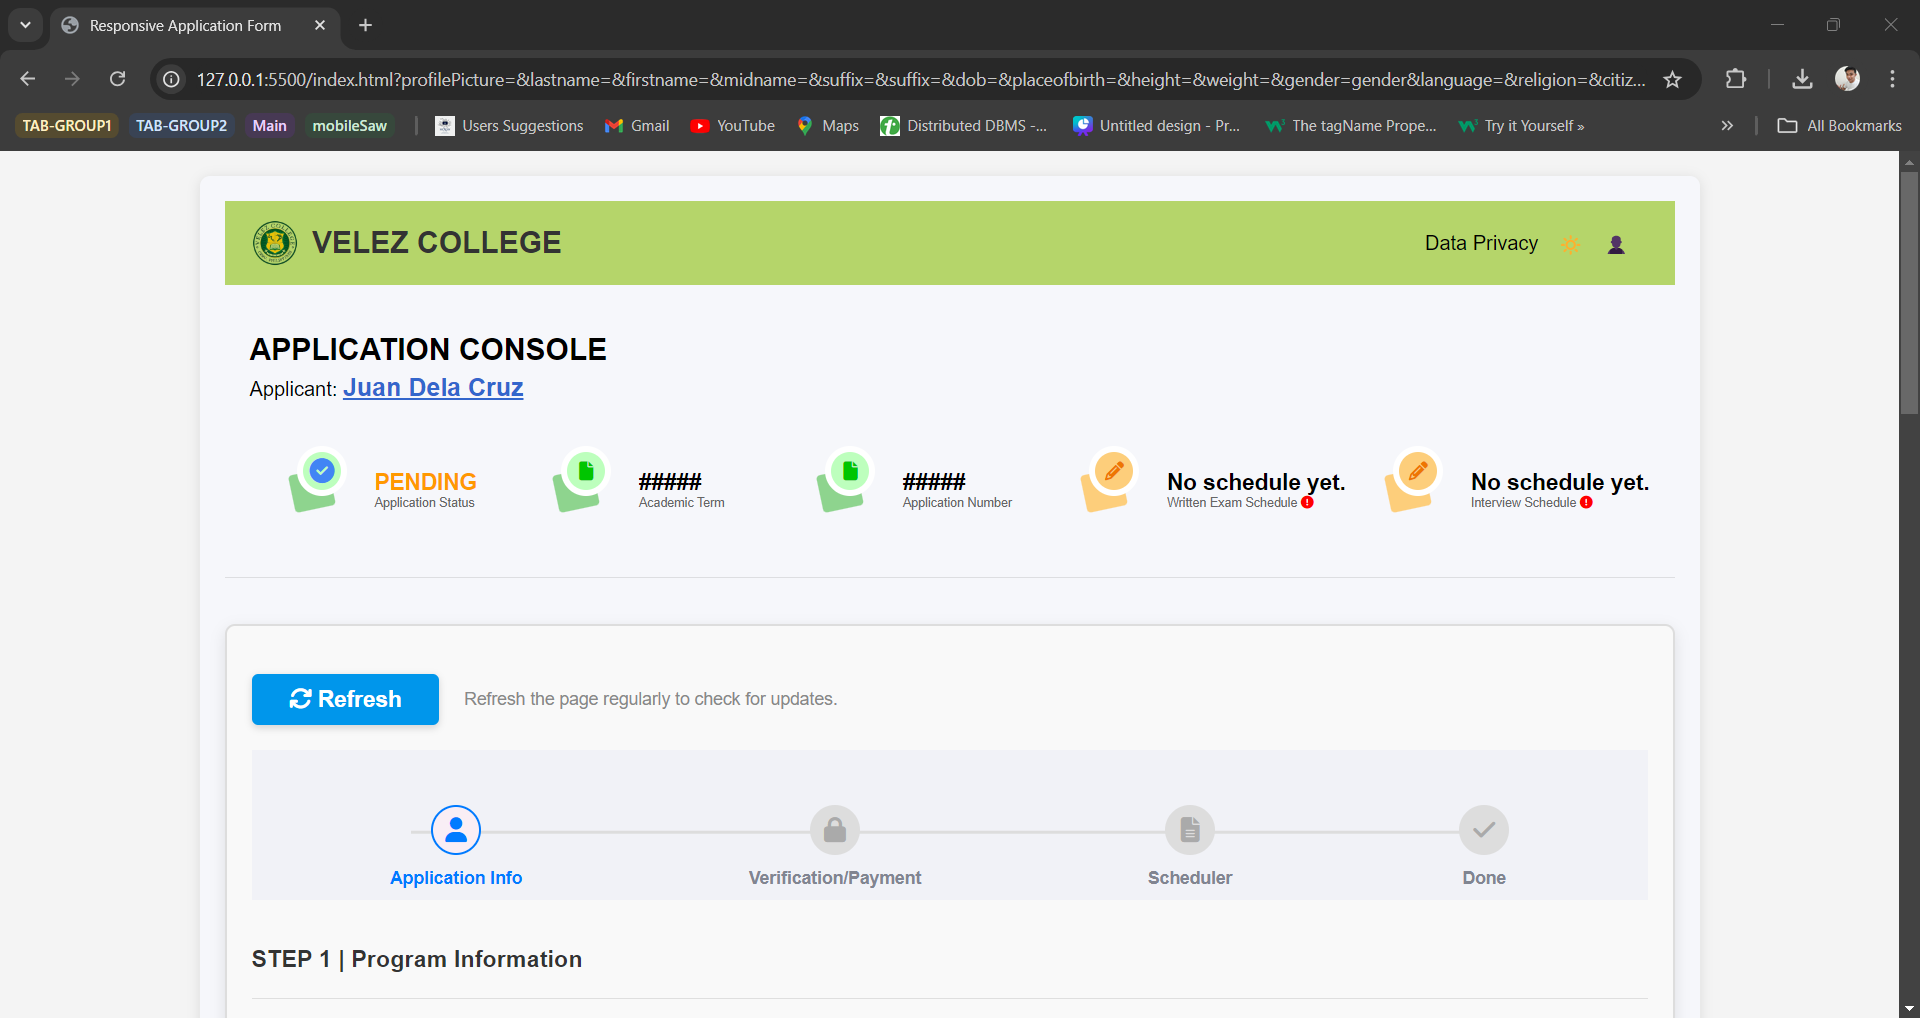 Responsive Application Form
127.0.0.1:5500/index.html?profilePicture=&lastname=&firstname=&midname=&suffix=&suffix=&dob=&placeofbirth=&height=&weight=&gender=gender&language=&religion=&citiz...
TAB-GROUP1 TAB-GROUP2 Main mobileSaw Users Suggestions Gmail YouTube Maps Distributed DBMS -... Untitled design - Pr... The tagName Prope... Try it Yourself » All Bookmarks
VELEZ COLLEGE
Data Privacy
APPLICATION CONSOLE
Applicant: Juan Dela Cruz
PENDING
Application Status
#####
Academic Term
#####
Application Number
No schedule yet.
Written Exam Schedule
No schedule yet.
Interview Schedule
Refresh
Refresh the page regularly to check for updates.
Application Info
Verification/Payment
Scheduler
Done
STEP 1 | Program Information